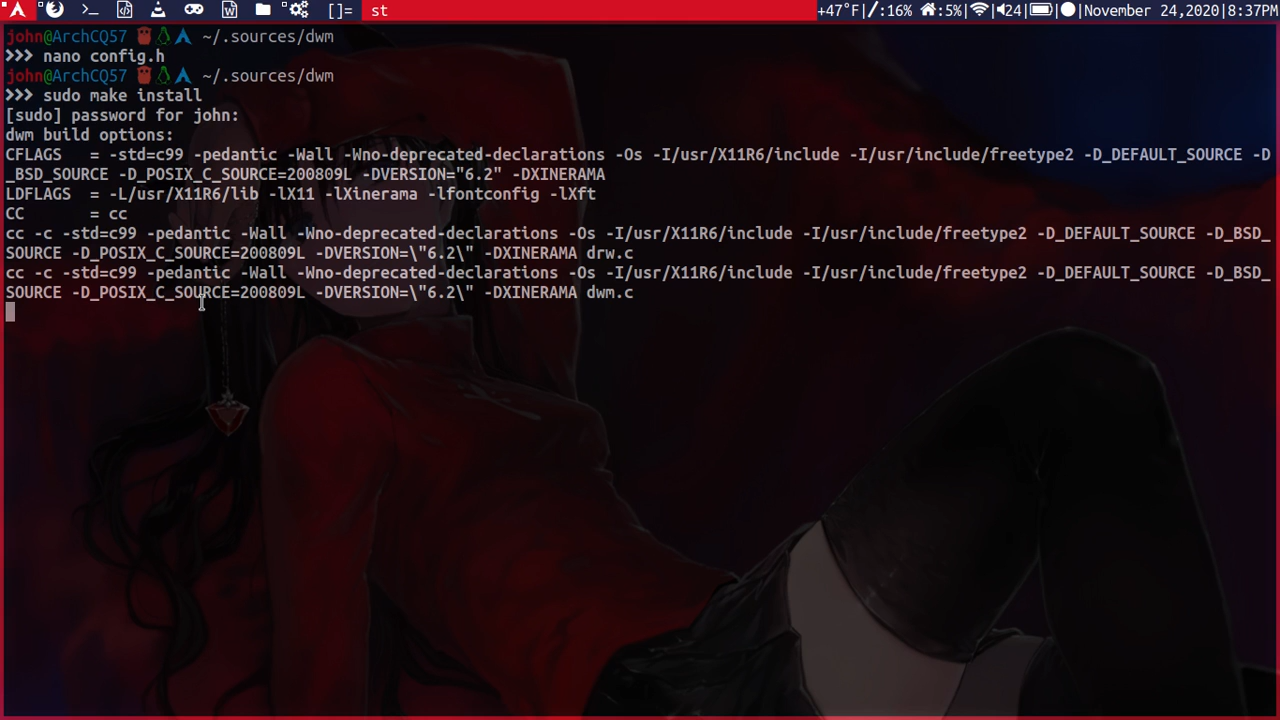 []= st +47°F|/:16% :5%| 24| | November 24,2020|8:37PM
john@ArchCQ57 ~/.sources/dwm
>>> nano config.h
john@ArchCQ57 ~/.sources/dwm
>>> sudo make install
[sudo] password for john:
dwm build options:
CFLAGS   = -std=c99 -pedantic -Wall -Wno-deprecated-declarations -Os -I/usr/X11R6/include -I/usr/include/freetype2 -D_DEFAULT_SOURCE -D
_BSD_SOURCE -D_POSIX_C_SOURCE=200809L -DVERSION="6.2" -DXINERAMA
LDFLAGS  = -L/usr/X11R6/lib -lX11 -lXinerama -lfontconfig -lXft
CC       = cc
cc -c -std=c99 -pedantic -Wall -Wno-deprecated-declarations -Os -I/usr/X11R6/include -I/usr/include/freetype2 -D_DEFAULT_SOURCE -D_BSD_
SOURCE -D_POSIX_C_SOURCE=200809L -DVERSION=\"6.2\" -DXINERAMA drw.c
cc -c -std=c99 -pedantic -Wall -Wno-deprecated-declarations -Os -I/usr/X11R6/include -I/usr/include/freetype2 -D_DEFAULT_SOURCE -D_BSD_
SOURCE -D_POSIX_C_SOURCE=200809L -DVERSION=\"6.2\" -DXINERAMA dwm.c